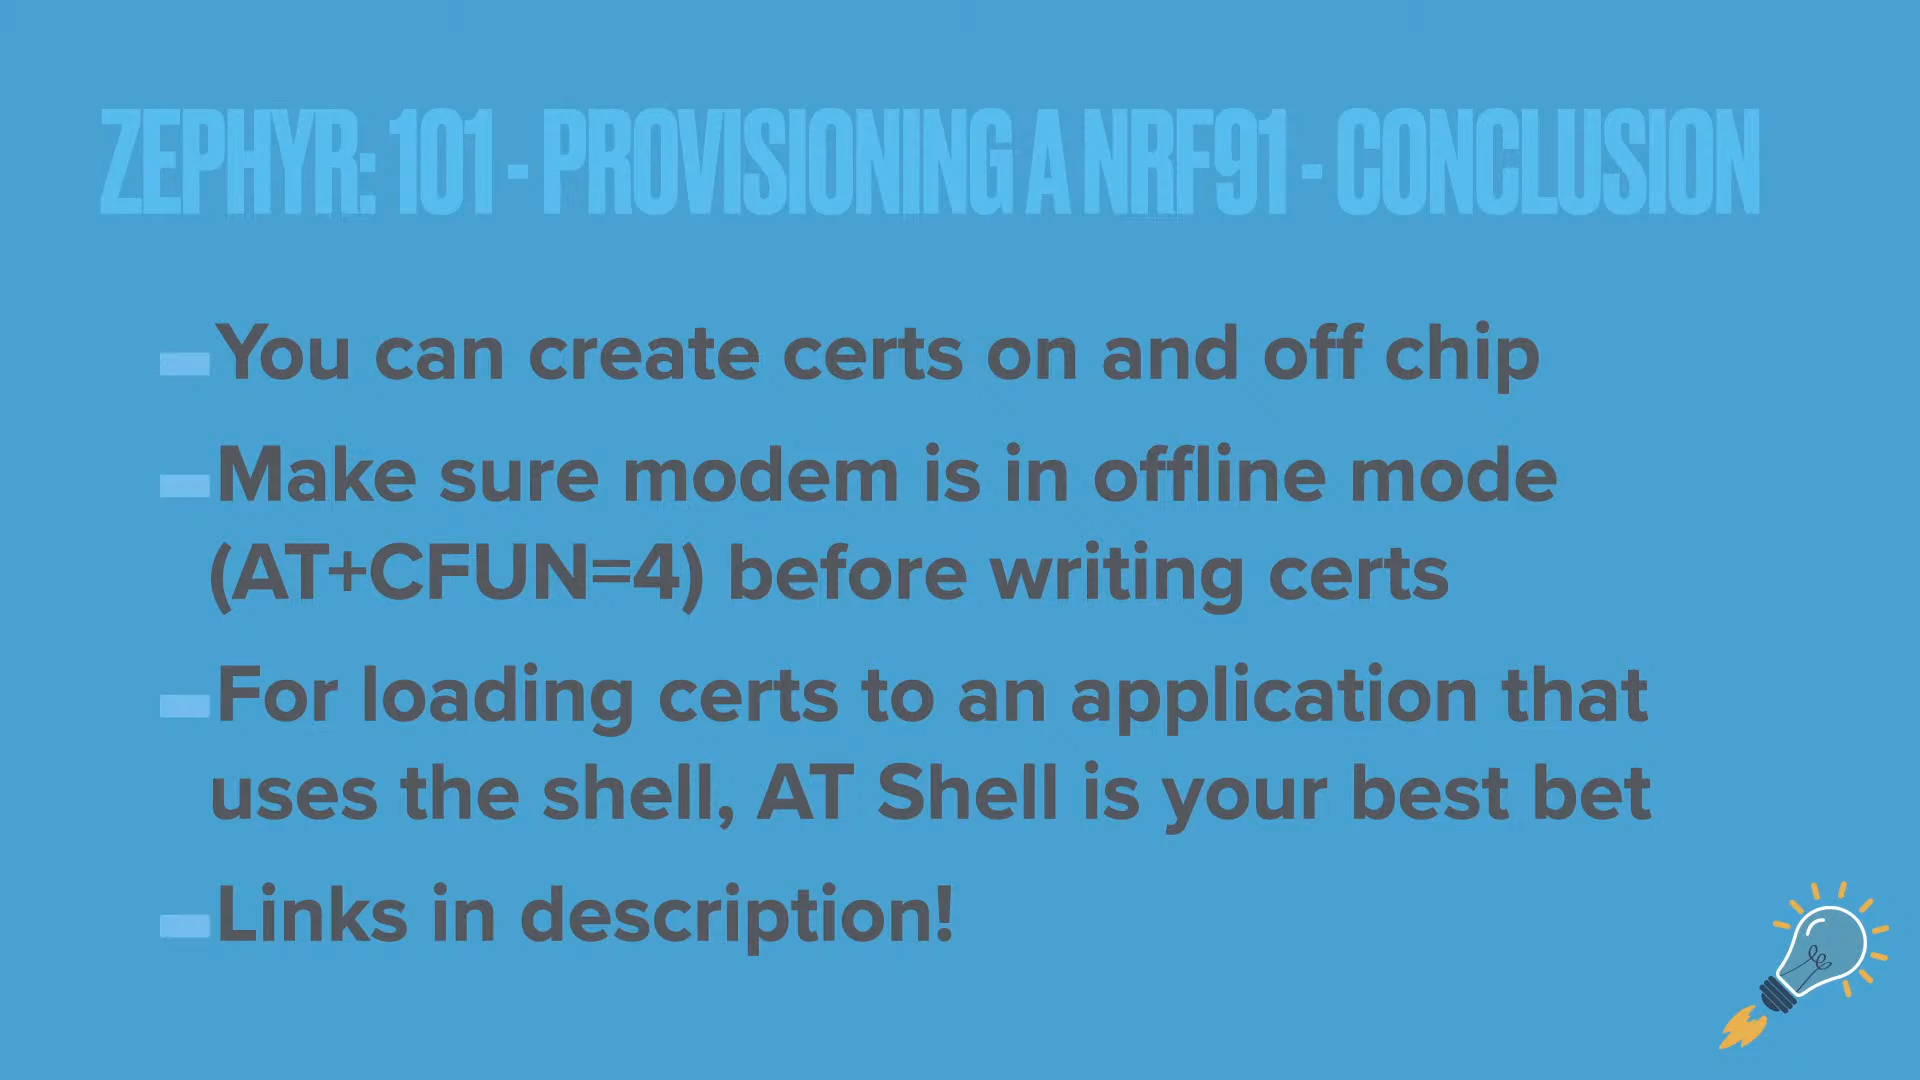 ZEPHYR: 101 - PROVISIONING A NRF91 - CONCLUSION
You can create certs on and off chip
Make sure modem is in offline mode
(AT+CFUN=4) before writing certs
For loading certs to an application that
uses the shell, AT Shell is your best bet
Links in description!